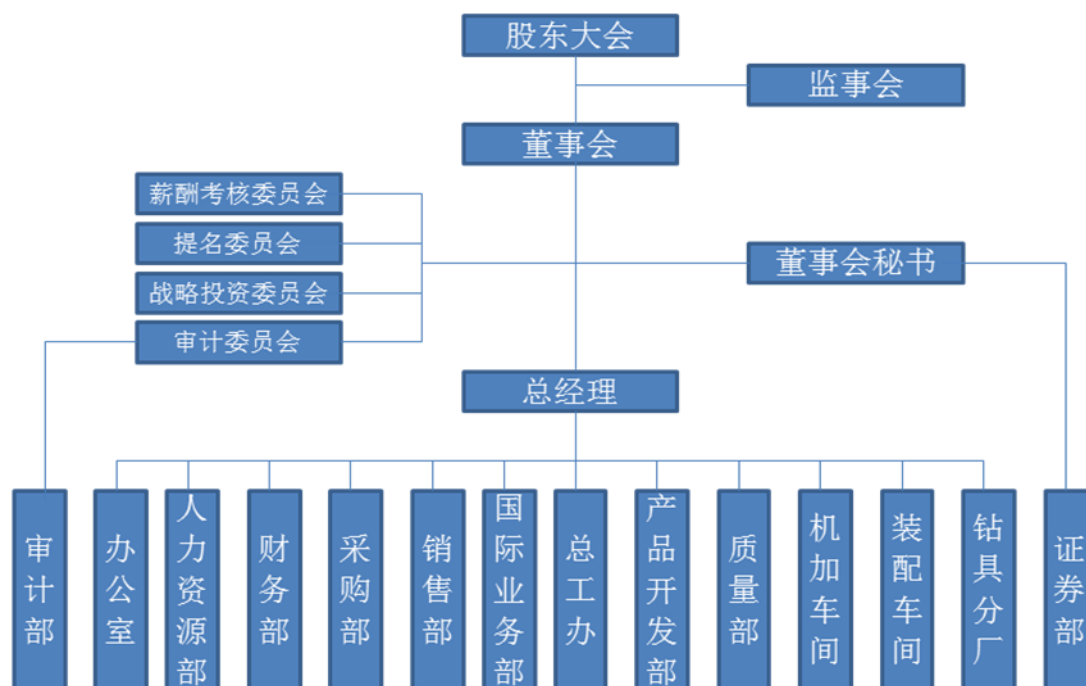 股东大会
监事会
董事会
薪酬考核委员会
提名委员会
战略投资委员会
审计委员会
董事会秘书
总经理
审计部
办公室
人力资源部
财务部
采购部
销售部
国际业务部
总工办
产品开发部
质量部
机加车间
装配车间
钻具分厂
证券部